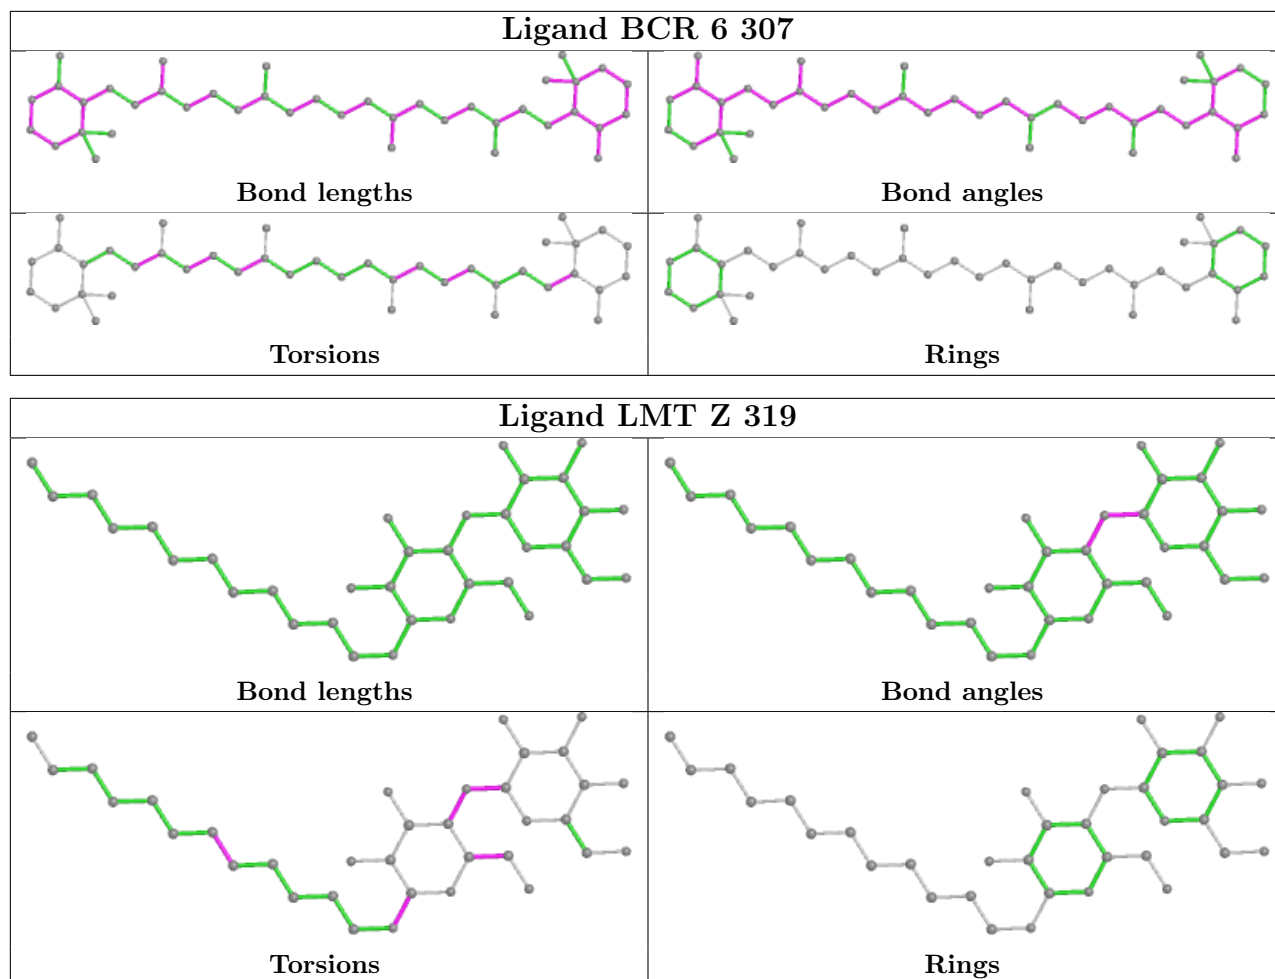 Ligand BCR 6 307
Bond lengths
Bond angles
Torsions
Rings
Ligand LMT Z 319
Bond lengths
Bond angles
Torsions
Rings